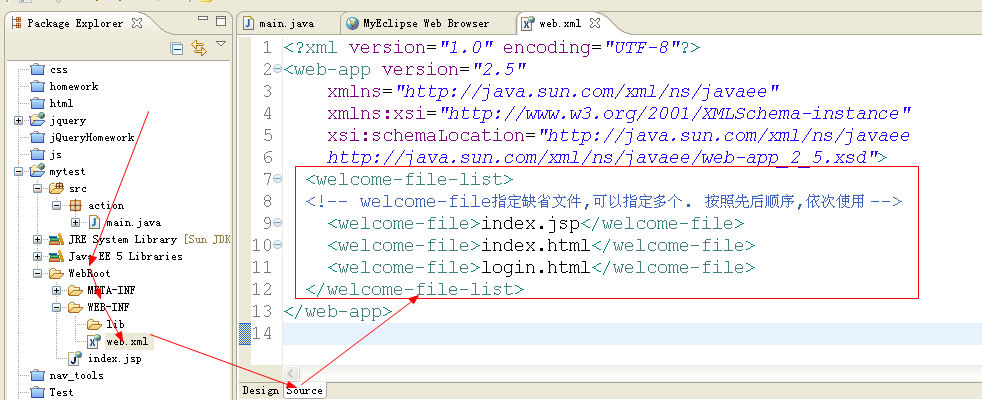 Package Explorer
css
homework
html
jquery
jQueryHomework
js
mytest
src
action
main.java
JRE System Library [Sun JDK
Java EE 5 Libraries
WebRoot
META-INF
WEB-INF
lib
web.xml
index.jsp
nav_tools
Test
main.java
MyEclipse Web Browser
web.xml
1 <?xml version="1.0" encoding="UTF-8"?>
2 <web-app version="2.5"
3 xmlns="http://java.sun.com/xml/ns/javaee"
4 xmlns:xsi="http://www.w3.org/2001/XMLSchema-instance"
5 xsi:schemaLocation="http://java.sun.com/xml/ns/javaee
6 http://java.sun.com/xml/ns/javaee/web-app_2_5.xsd">
7 <welcome-file-list>
8 <!-- welcome-file指定缺省文件,可以指定多个. 按照先后顺序,依次使用 -->
9 <welcome-file>index.jsp</welcome-file>
10 <welcome-file>index.html</welcome-file>
11 <welcome-file>login.html</welcome-file>
12 </welcome-file-list>
13 </web-app>
14
Design Source